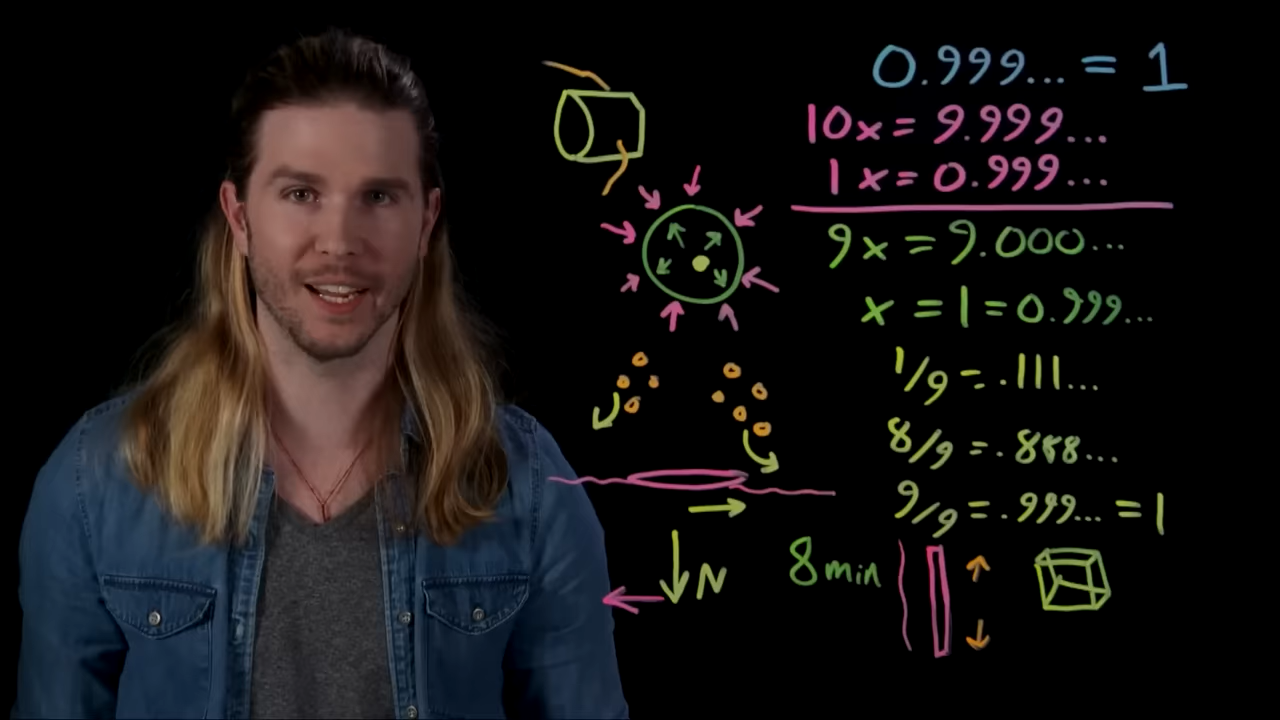 0.999... = 1
10x = 9.999...
1x = 0.999...
9x = 9.000...
x = 1 = 0.999...
1/9 = .111...
8/9 = .888...
9/9 = .999... = 1
N
8 min